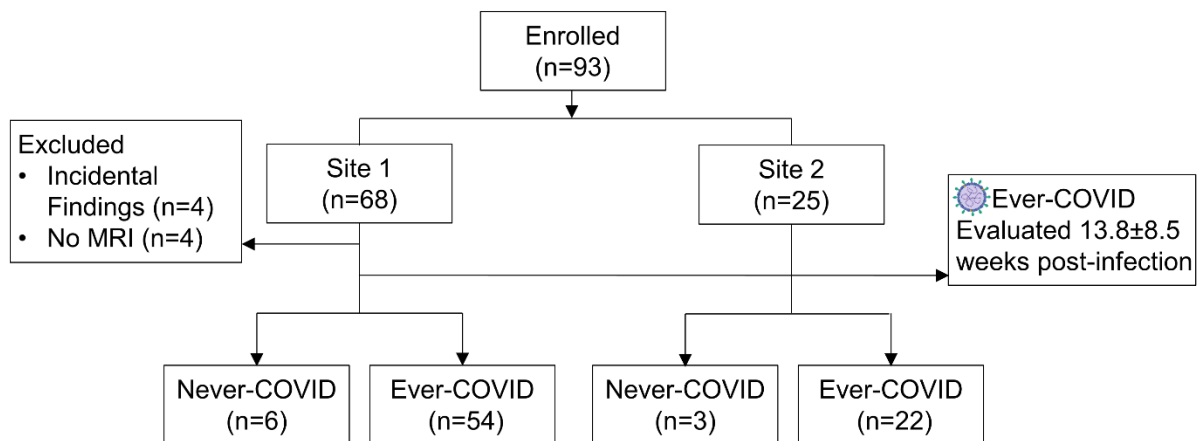 Enrolled
(n=93)
Excluded
• Incidental
Findings (n=4)
• No MRI (n=4)
Site 1
(n=68)
Site 2
(n=25)
Ever-COVID
Evaluated 13.8±8.5
weeks post-infection
Never-COVID
(n=6)
Ever-COVID
(n=54)
Never-COVID
(n=3)
Ever-COVID
(n=22)